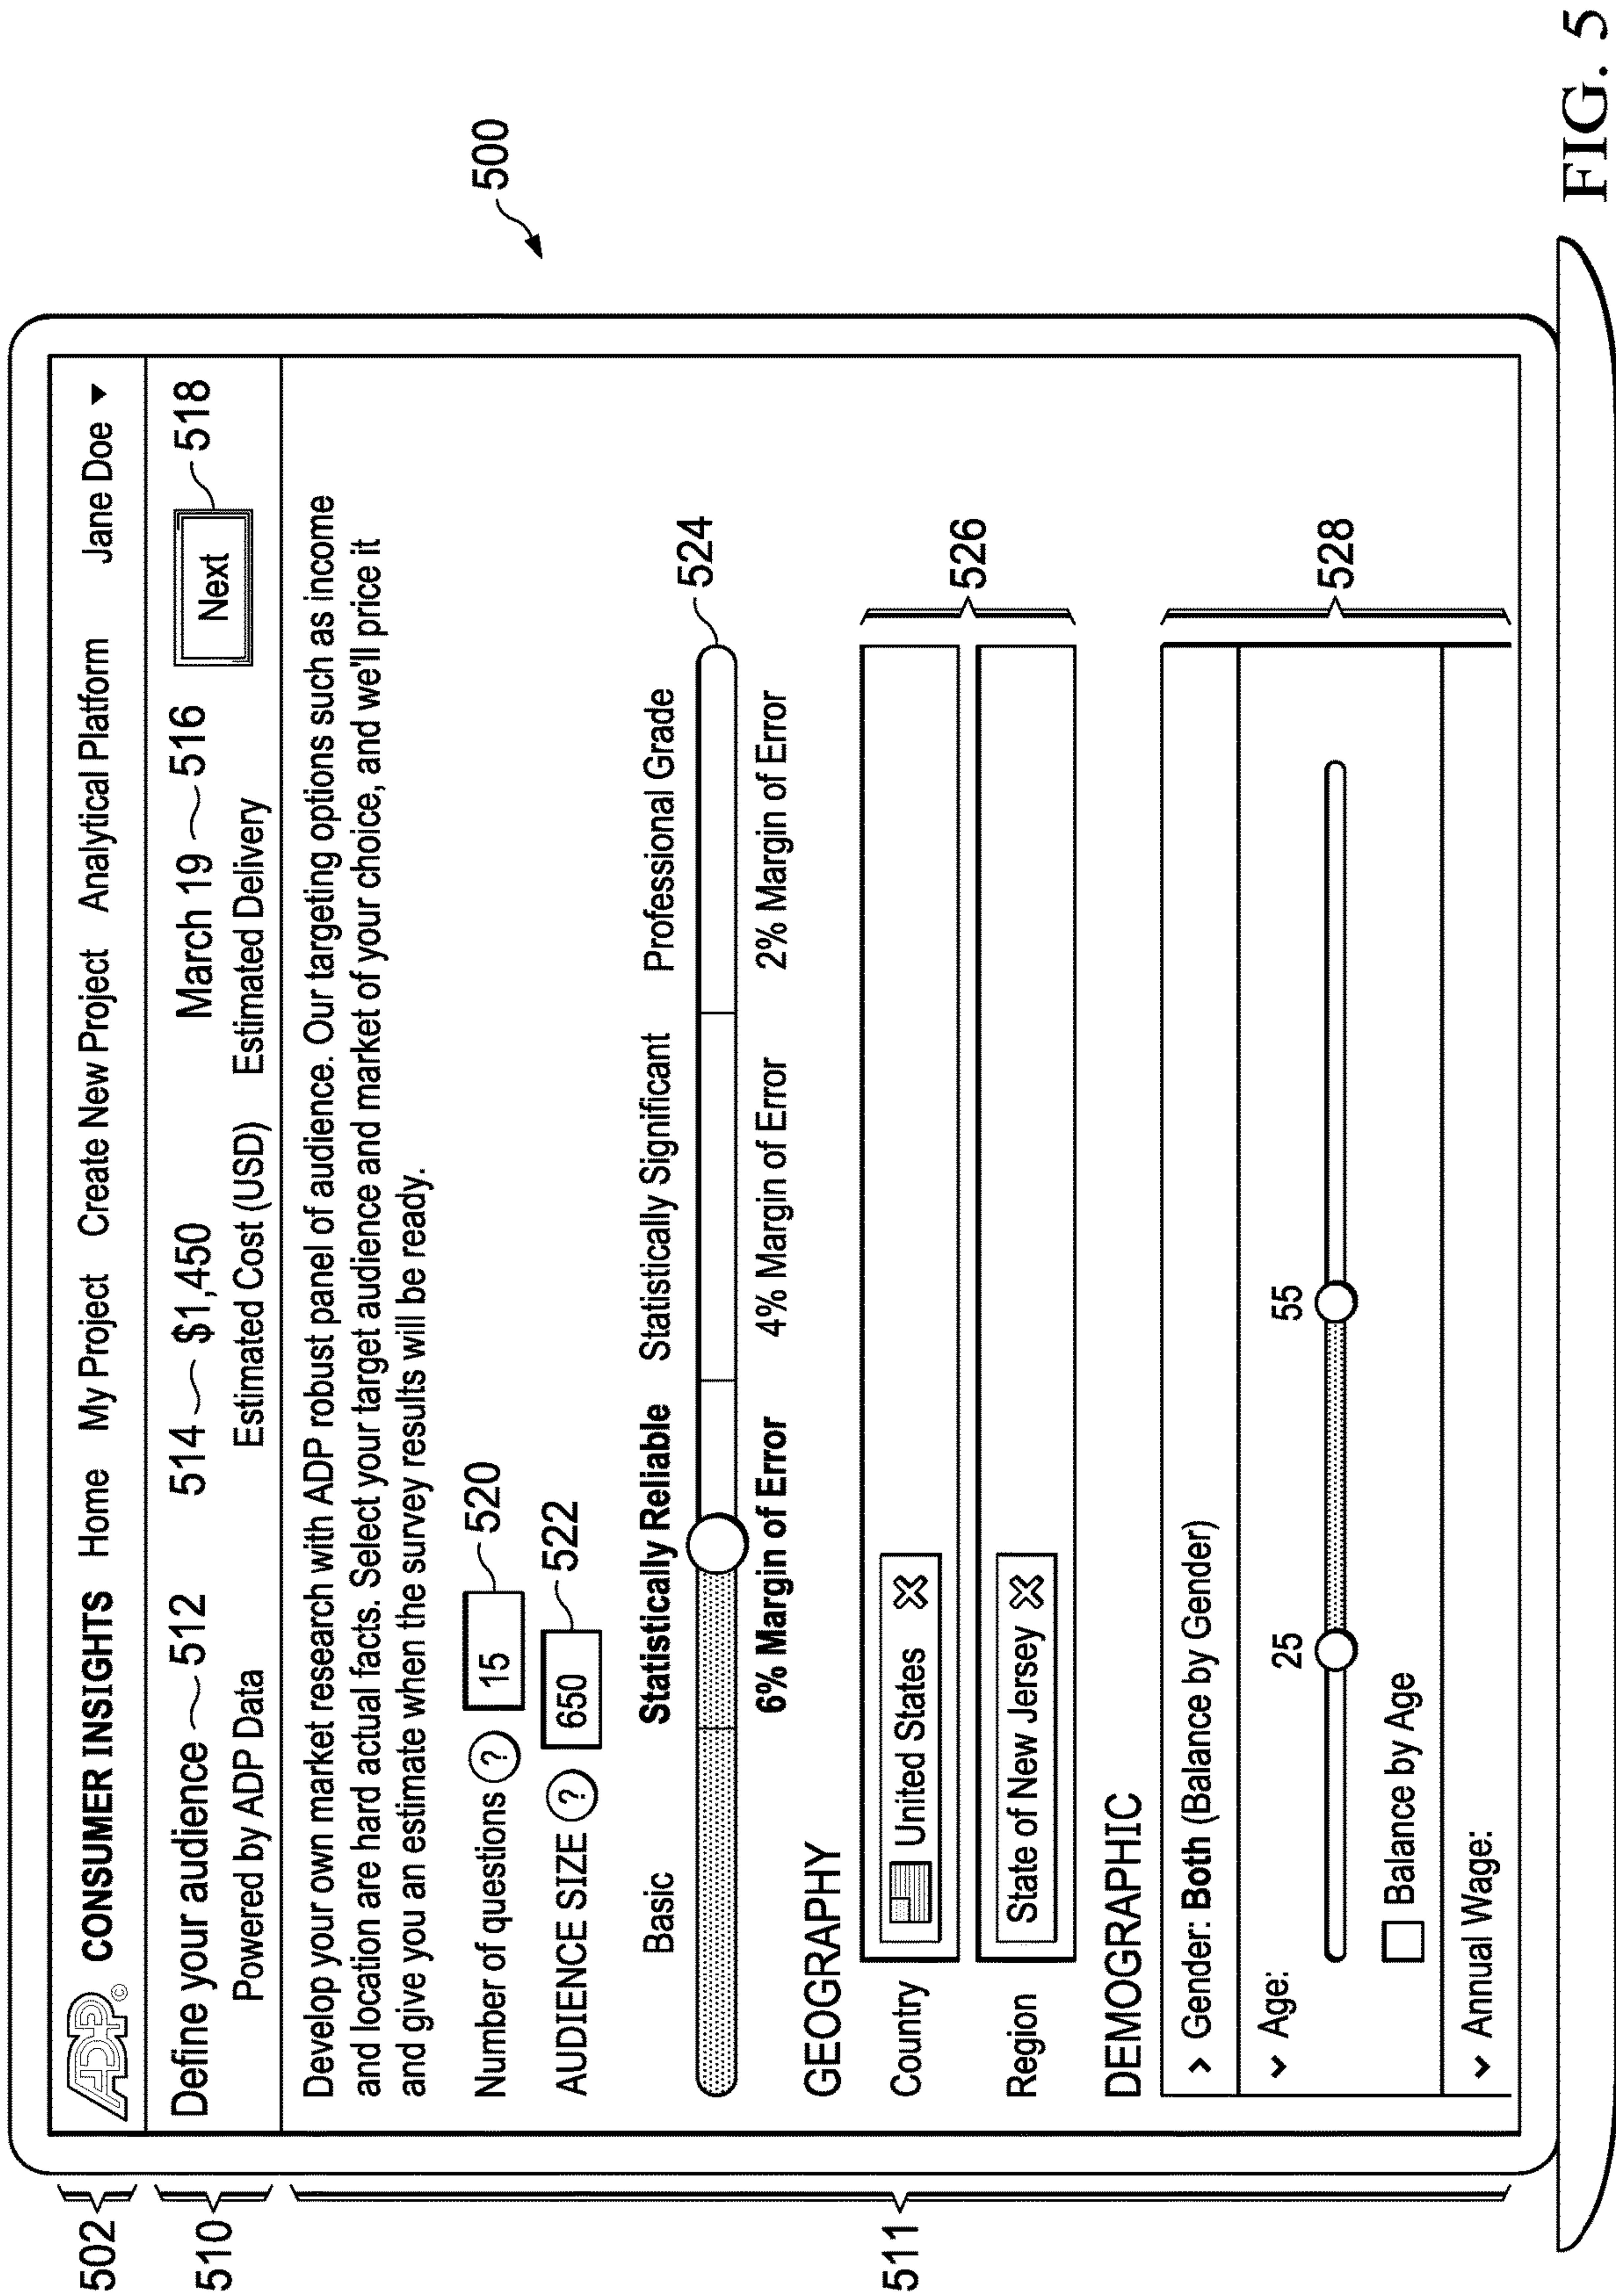 502
ADP© CONSUMER INSIGHTS Home My Project Create New Project Analytical Platform Jane Doe
510
Define your audience 512 514 $1,450 March 19 516 Next 518
Powered by ADP Data Estimated Cost (USD) Estimated Delivery
500
511
Develop your own market research with ADP robust panel of audience. Our targeting options such as income
and location are hard actual facts. Select your target audience and market of your choice, and we'll price it
and give you an estimate when the survey results will be ready.
Number of questions ? 15 520
AUDIENCE SIZE ? 650 522
Basic Statistically Reliable Statistically Significant Professional Grade 524
6% Margin of Error 4% Margin of Error 2% Margin of Error
GEOGRAPHY
Country United States
526
Region State of New Jersey
DEMOGRAPHIC
Gender: Both (Balance by Gender)
Age: 25 55
528
Balance by Age
Annual Wage:
FIG. 5